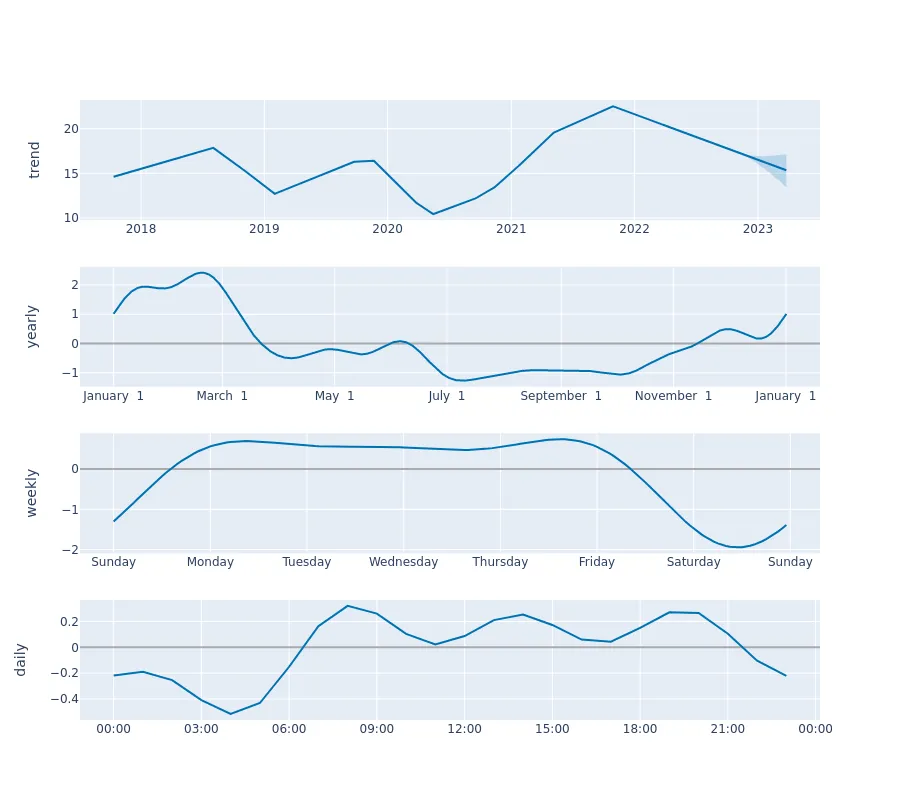 trend
20
15
10
2018 2019 2020 2021 2022 2023
yearly
2
1
0
−1
January 1 March 1 May 1 July 1 September 1 November 1 January 1
weekly
0
−1
−2
Sunday Monday Tuesday Wednesday Thursday Friday Saturday Sunday
daily
0.2
0
−0.2
−0.4
00:00 03:00 06:00 09:00 12:00 15:00 18:00 21:00 00:00